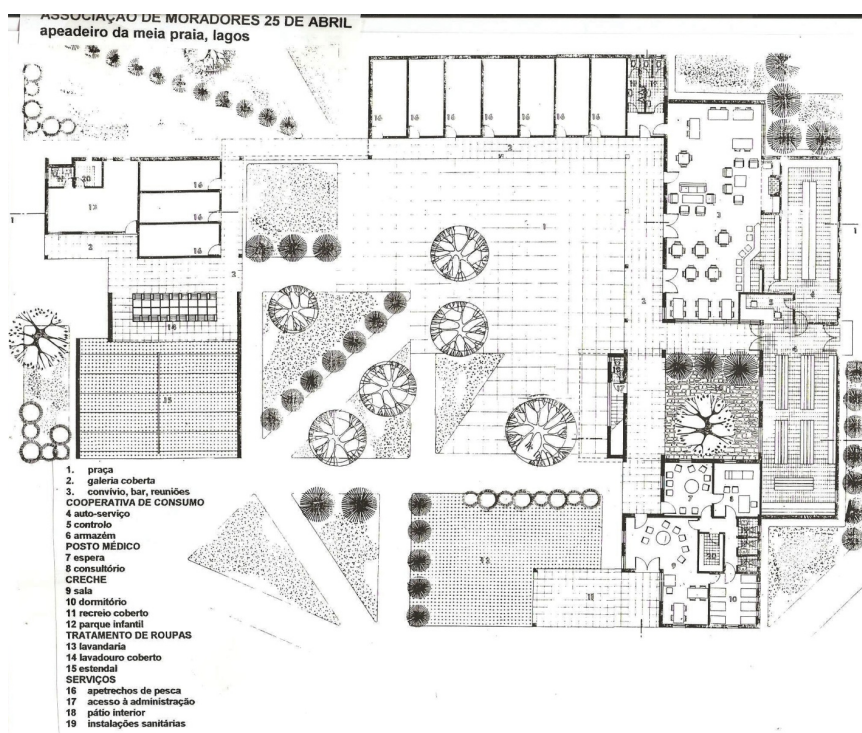 ASSOCIAÇÃO DE MORADORES 25 DE ABRIL
apeadeiro da meia praia, lagos
1. praça
2. galeria coberta
3. convívio, bar, reuniões
COOPERATIVA DE CONSUMO
4 auto-serviço
5 controlo
6 armazém
POSTO MÉDICO
7 espera
8 consultório
CRECHE
9 sala
10 dormitório
11 recreio coberto
12 parque infantil
TRATAMENTO DE ROUPAS
13 lavandaria
14 lavadouro coberto
15 estendal
SERVIÇOS
16 apetrechos de pesca
17 acesso à administração
18 pátio interior
19 instalações sanitárias